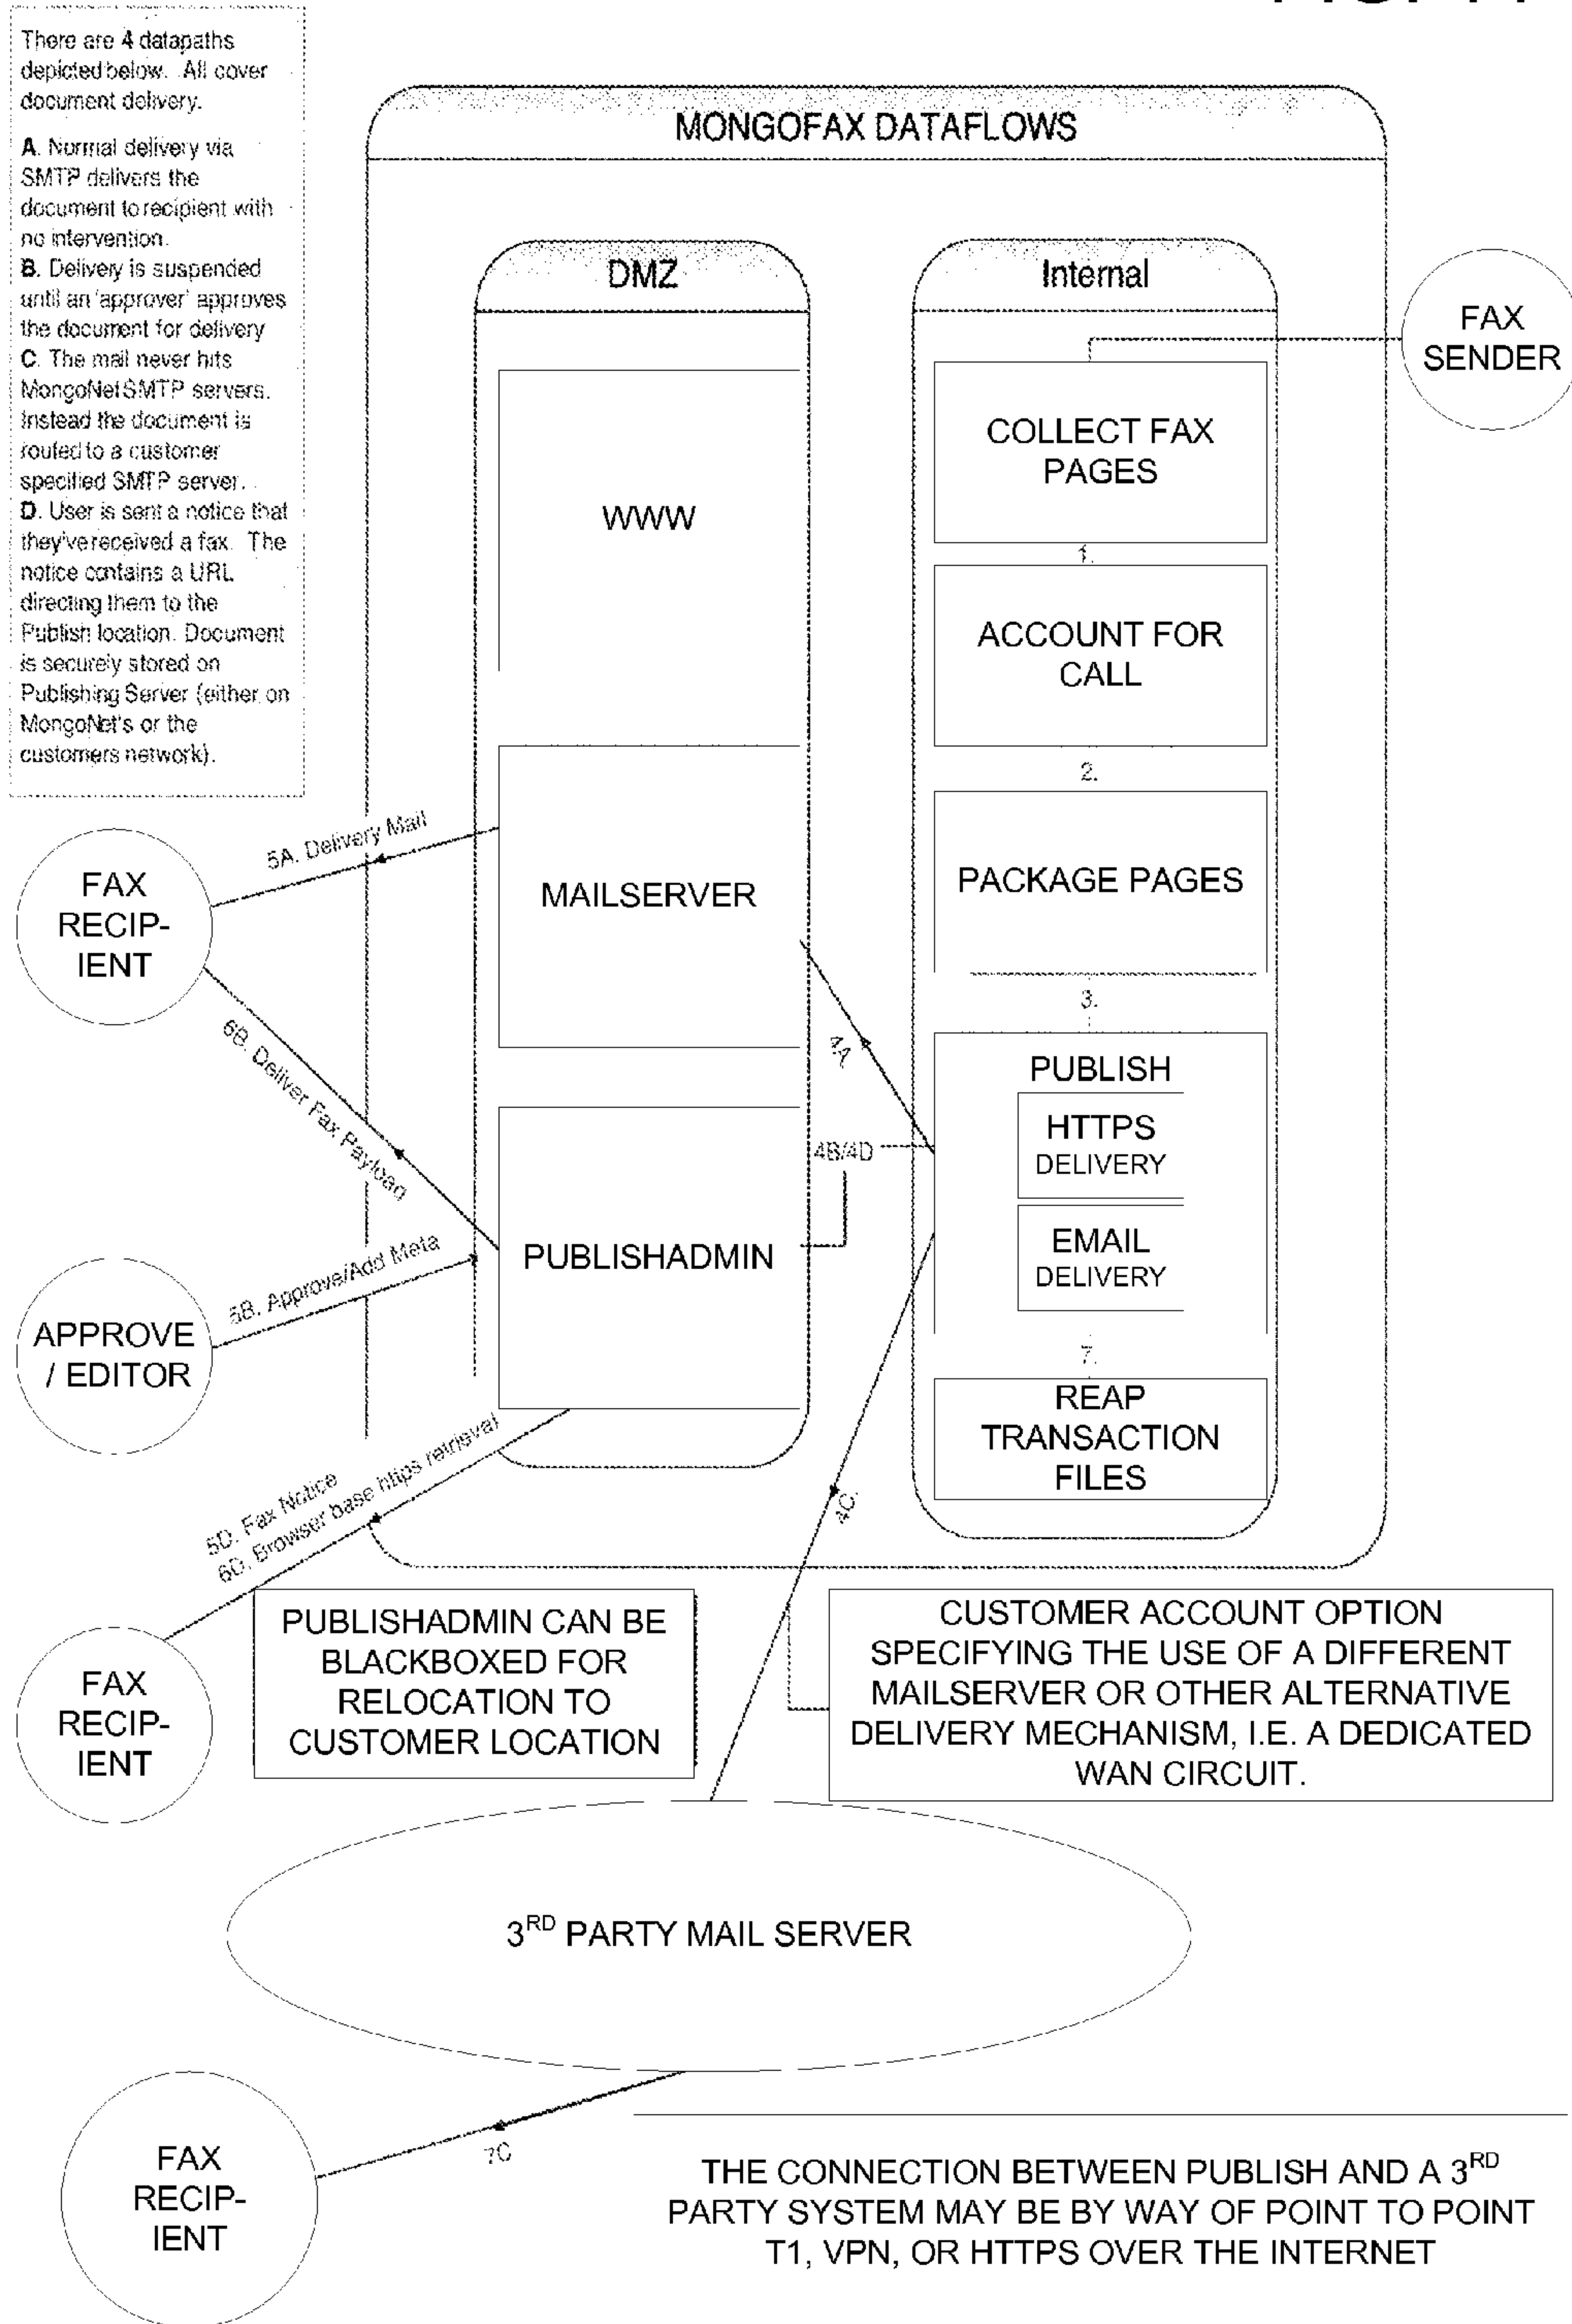 There are 4 datapaths
depicted below. All cover
document delivery.
A. Normal delivery via
SMTP delivers the
document to recipient with
no intervention.
B. Delivery is suspended
until an 'approver' approves
the document for delivery
C. The mail never hits
MongoNet SMTP servers.
Instead the document is
routed to a customer
specified SMTP server.
D. User is sent a notice that
they've received a fax. The
notice contains a URL
directing them to the
Publish location. Document
is securely stored on
Publishing Server (either on
MongoNet's or the
customers network).
MONGOFAX DATAFLOWS
DMZ
Internal
FAX
SENDER
COLLECT FAX
PAGES
1.
WWW
ACCOUNT FOR
CALL
2.
5A. Delivery Mail
FAX
RECIP-
IENT
MAILSERVER
PACKAGE PAGES
3.
4A.
6B. Deliver Fax Payload
PUBLISH
HTTPS
DELIVERY
EMAIL
DELIVERY
4B/4D
PUBLISHADMIN
5B. Approve/Add Meta
APPROVE
/ EDITOR
7.
REAP
TRANSACTION
FILES
4C.
5D. Fax Notice
6D. Browser base https retrieval
FAX
RECIP-
IENT
PUBLISHADMIN CAN BE
BLACKBOXED FOR
RELOCATION TO
CUSTOMER LOCATION
CUSTOMER ACCOUNT OPTION
SPECIFYING THE USE OF A DIFFERENT
MAILSERVER OR OTHER ALTERNATIVE
DELIVERY MECHANISM, I.E. A DEDICATED
WAN CIRCUIT.
3RD PARTY MAIL SERVER
7C
FAX
RECIP-
IENT
THE CONNECTION BETWEEN PUBLISH AND A 3RD
PARTY SYSTEM MAY BE BY WAY OF POINT TO POINT
T1, VPN, OR HTTPS OVER THE INTERNET